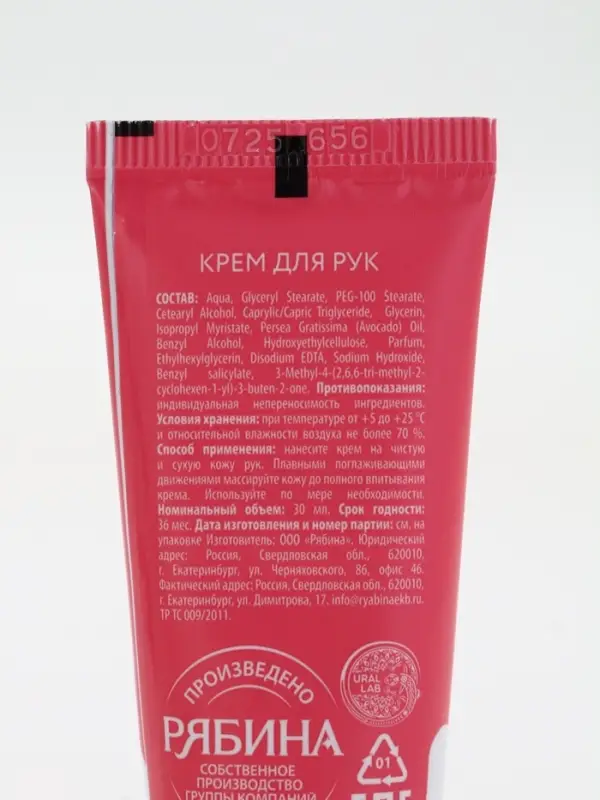 0725 656
КРЕМ ДЛЯ РУК
СОСТАВ: Aqua, Glyceryl Stearate, PEG-100 Stearate,
Cetearyl Alcohol, Caprylic/Capric Triglyceride, Glycerin,
Isopropyl Myristate, Persea Gratissima (Avocado) Oil,
Benzyl Alcohol, Hydroxyethylcellulose, Parfum,
Ethylhexylglycerin, Disodium EDTA, Sodium Hydroxide,
Benzyl salicylate, 3-Methyl-4-(2,6,6-tri-methyl-2-
cyclohexen-1-yl)-3-buten-2-one. Противопоказания:
индивидуальная непереносимость ингредиентов.
Условия хранения: при температуре от +5 до +25 °C
и относительной влажности воздуха не более 70 %.
Способ применения: нанесите крем на чистую
и сухую кожу рук. Плавными поглаживающими
движениями массируйте кожу до полного впитывания
крема. Используйте по мере необходимости.
Номинальный объем: 30 мл. Срок годности:
36 мес. Дата изготовления и номер партии: см. на
упаковке Изготовитель: ООО «Рябина». Юридический
адрес: Россия, Свердловская обл., 620010,
г. Екатеринбург, ул. Черняховского, 86, офис 46.
Фактический адрес: Россия, Свердловская обл., 620010,
г. Екатеринбург, ул. Димитрова, 17. info@ryabinaekb.ru.
ТР ТС 009/2011.
ПРОИЗВЕДЕНО
РЯБИНА
СОБСТВЕННОЕ
ПРОИЗВОДСТВО
ГРУППЫ КОМПАНИЙ
URAL
LAB
01